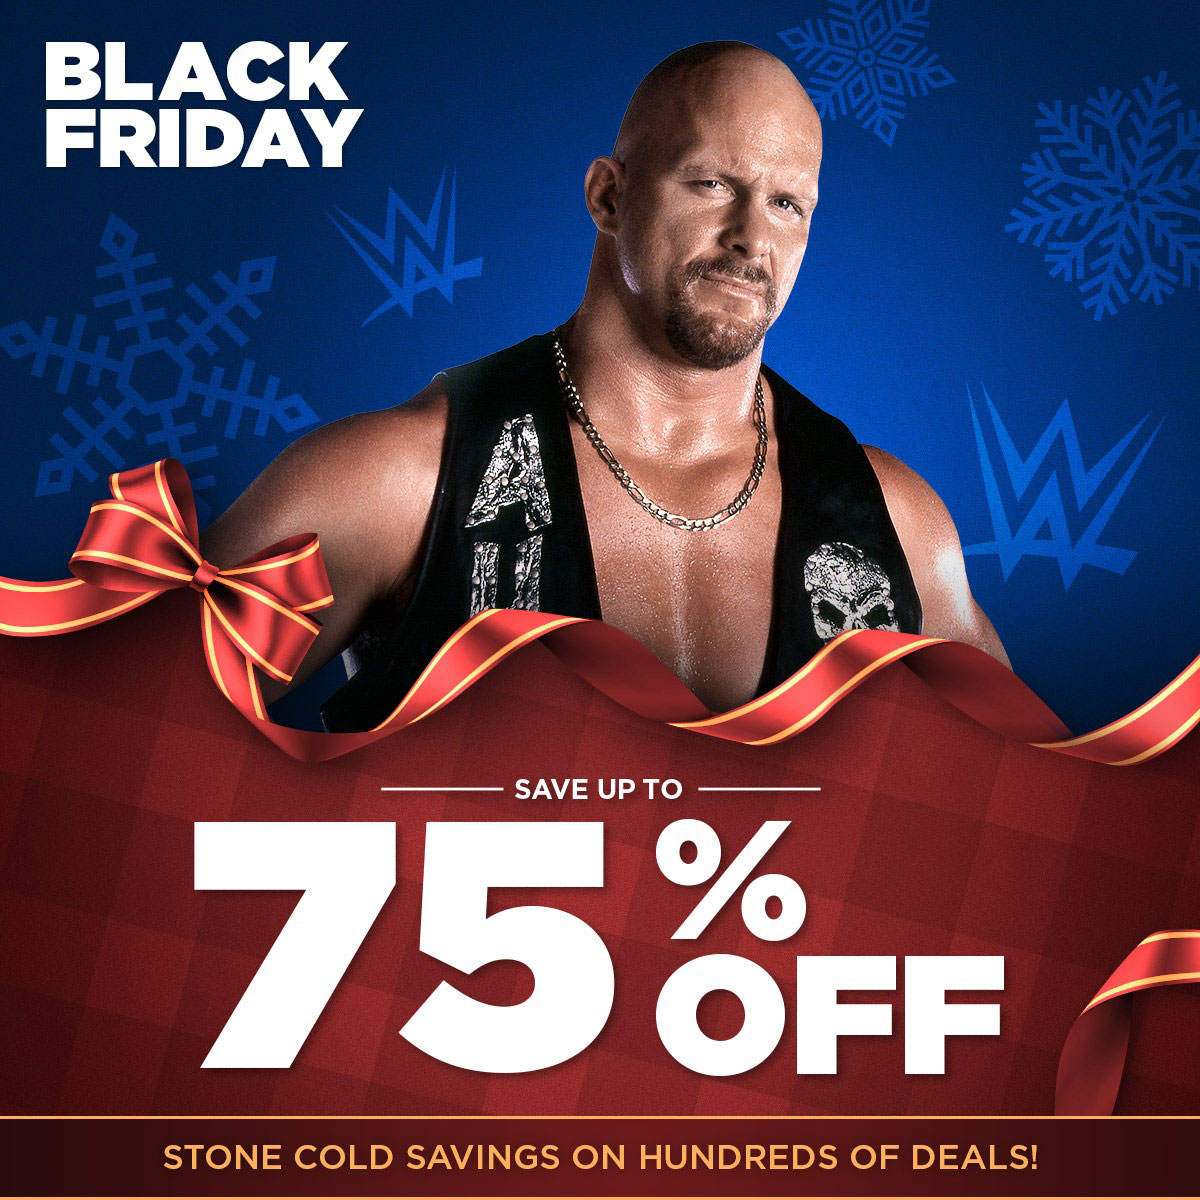 BLACK
FRIDAY
SAVE UP TO
75%
OFF
STONE COLD SAVINGS ON HUNDREDS OF DEALS!